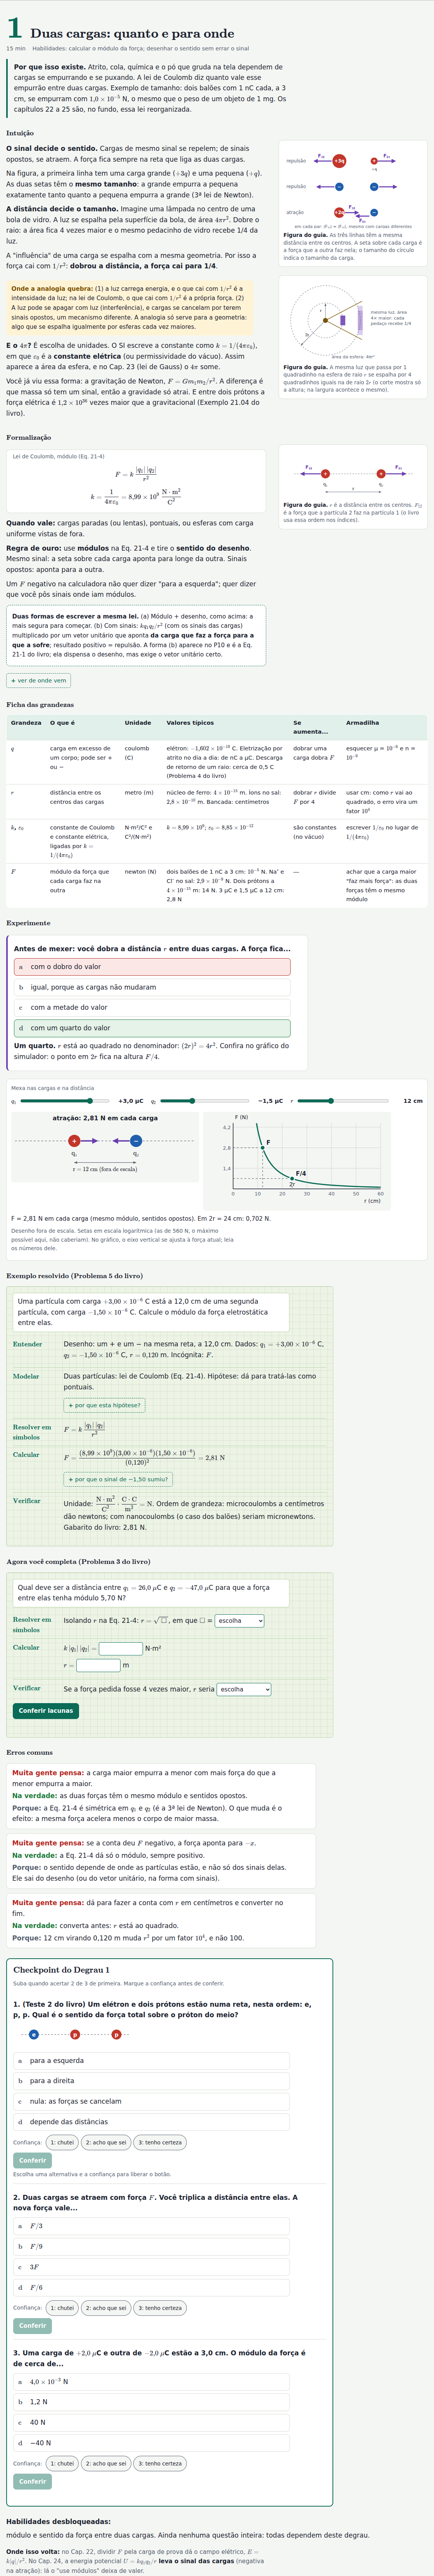 1 Duas cargas: quanto e para onde
15 min Habilidades: calcular o módulo da força; desenhar o sentido sem errar o sinal
Por que isso existe. Atrito, cola, química e o pó que gruda na tela dependem de
cargas se empurrando e se puxando. A lei de Coulomb diz quanto vale esse
empurrão entre duas cargas. Exemplo de tamanho: dois balões com 1 nC cada, a 3
cm, se empurram com 1,0 × 10⁻⁵ N, o mesmo que o peso de um objeto de 1 mg. Os
capítulos 22 a 25 são, no fundo, essa lei reorganizada.
Intuição
O sinal decide o sentido. Cargas de mesmo sinal se repelem; de sinais
opostos, se atraem. A força fica sempre na reta que liga as duas cargas.
Na figura, a primeira linha tem uma carga grande (+3q) e uma pequena (+q).
As duas setas têm o mesmo tamanho: a grande empurra a pequena
exatamente tanto quanto a pequena empurra a grande (3ª lei de Newton).
A distância decide o tamanho. Imagine uma lâmpada no centro de uma
bola de vidro. A luz se espalha pela superfície da bola, de área 4πr². Dobre o
raio: a área fica 4 vezes maior e o mesmo pedacinho de vidro recebe 1/4 da
luz.
A "influência" de uma carga se espalha com a mesma geometria. Por isso a
força cai com 1/r²: dobrou a distância, a força cai para 1/4.
Onde a analogia quebra: (1) a luz carrega energia, e o que cai com 1/r² é a
intensidade da luz; na lei de Coulomb, o que cai com 1/r² é a própria força. (2)
A luz pode se apagar com luz (interferência), e cargas se cancelam por terem
sinais opostos, um mecanismo diferente. A analogia só serve para a geometria:
algo que se espalha igualmente por esferas cada vez maiores.
E o 4π? É escolha de unidades. O SI escreve a constante como k = 1/(4πε₀),
em que ε₀ é a constante elétrica (ou permissividade do vácuo). Assim
aparece a área da esfera, e no Cap. 23 (lei de Gauss) o 4π some.
Você já viu essa forma: a gravitação de Newton, F = Gm₁m₂/r². A diferença é
que massa só tem um sinal, então a gravidade só atrai. E entre dois prótons a
força elétrica é 1,2 × 10³⁶ vezes maior que a gravitacional (Exemplo 21.04 do
livro).
repulsão +3q +q
repulsão − −
atração
em cada par: |F₁₂| = |F₂₁|, mesmo com cargas diferentes
Figura do guia. As três linhas têm a mesma
distância entre os centros. A seta sobre cada carga é
a força que a outra faz nela; o tamanho do círculo
indica o tamanho da carga.
r
2r
mesma luz, área
4× maior: cada
pedaço recebe 1/4
área da esfera: 4πr²
Figura do guia. A mesma luz que passa por 1
quadradinho na esfera de raio r se espalha por 4
quadradinhos iguais na de raio 2r (o corte mostra só
a altura; na largura acontece o mesmo).
Formalização
Lei de Coulomb, módulo (Eq. 21-4)
F = k |q₁| |q₂| / r²
k = 1/4πε₀ = 8,99 × 10⁹ N · m²/C²
Quando vale: cargas paradas (ou lentas), pontuais, ou esferas com carga
uniforme vistas de fora.
Regra de ouro: use módulos na Eq. 21-4 e tire o sentido do desenho.
Mesmo sinal: a seta sobre cada carga aponta para longe da outra. Sinais
opostos: aponta para a outra.
Um F negativo na calculadora não quer dizer "para a esquerda"; quer dizer
que você pôs sinais onde iam módulos.
Duas formas de escrever a mesma lei. (a) Módulo + desenho, como acima: a
mais segura para começar. (b) Com sinais: kq₁q₂/r² (com os sinais das cargas)
multiplicado por um vetor unitário que aponta da carga que faz a força para a
que a sofre; resultado positivo = repulsão. A forma (b) aparece no P10 e é a Eq.
21-1 do livro; ela dispensa o desenho, mas exige o vetor unitário certo.
+ ver de onde vem
F₁₂ + + F₂₁
q₁ q₂
r
Figura do guia. r é a distância entre os centros. F₁₂
é a força que a partícula 2 faz na partícula 1 (o livro
usa essa ordem nos índices).
Ficha das grandezas
Grandeza O que é Unidade Valores típicos Se aumenta... Armadilha
q carga em excesso de um corpo; pode ser + ou − coulomb (C) elétron: −1,602 × 10⁻¹⁹ C. Eletrização por atrito no dia a dia: de nC a μC. Descarga de retorno de um raio: cerca de 0,5 C (Problema 4 do livro) dobrar uma carga dobra F esquecer μ = 10⁻⁶ e n = 10⁻⁹
r distância entre os centros das cargas metro (m) núcleo de ferro: 4 × 10⁻¹⁵ m. Íons no sal: 2,8 × 10⁻¹⁰ m. Bancada: centímetros dobrar r divide F por 4 usar cm: como r vai ao quadrado, o erro vira um fator 10⁴
k, ε₀ constante de Coulomb e constante elétrica, ligadas por k = 1/(4πε₀) N·m²/C² e C²/(N·m²) k = 8,99 × 10⁹; ε₀ = 8,85 × 10⁻¹² são constantes (no vácuo) escrever 1/ε₀ no lugar de 1/(4πε₀)
F módulo da força que cada carga faz na outra newton (N) dois balões de 1 nC a 3 cm: 10⁻⁵ N. Na⁺ e Cl⁻ no sal: 2,9 × 10⁻⁹ N. Dois prótons a 4 × 10⁻¹⁵ m: 14 N. 3 μC e 1,5 μC a 12 cm: 2,8 N — achar que a carga maior "faz mais força": as duas forças têm o mesmo módulo
Experimente
Antes de mexer: você dobra a distância r entre duas cargas. A força fica...
a com o dobro do valor
b igual, porque as cargas não mudaram
c com a metade do valor
d com um quarto do valor
Um quarto. r está ao quadrado no denominador: (2r)² = 4r². Confira no gráfico do
simulador: o ponto em 2r fica na altura F/4.
Mexa nas cargas e na distância
q₁ +3,0 μC q₂ −1,5 μC r 12 cm
atração: 2,81 N em cada carga
+ −
q₁ q₂
r = 12 cm (fora de escala)
F (N)
4,2
2,8
1,4
F
F/4
2r
0 10 20 30 40 50 60
r (cm)
F = 2,81 N em cada carga (mesmo módulo, sentidos opostos). Em 2r = 24 cm: 0,702 N.
Desenho fora de escala. Setas em escala logarítmica (as de 560 N, o máximo
possível aqui, não caberiam). No gráfico, o eixo vertical se ajusta à força atual; leia
os números dele.
Exemplo resolvido (Problema 5 do livro)
Uma partícula com carga +3,00 × 10⁻⁶ C está a 12,0 cm de uma segunda
partícula, com carga −1,50 × 10⁻⁶ C. Calcule o módulo da força eletrostática
entre elas.
Entender Desenho: um + e um − na mesma reta, a 12,0 cm. Dados: q₁ = +3,00 × 10⁻⁶ C,
q₂ = −1,50 × 10⁻⁶ C, r = 0,120 m. Incógnita: F.
Modelar Duas partículas: lei de Coulomb (Eq. 21-4). Hipótese: dá para tratá-las como
pontuais.
+ por que esta hipótese?
Resolver em símbolos F = k |q₁| |q₂| / r²
Calcular F = (8,99 × 10⁹)(3,00 × 10⁻⁶)(1,50 × 10⁻⁶) / (0,120)² = 2,81 N
+ por que o sinal de −1,50 sumiu?
Verificar Unidade: N · m²/C² · C · C/m² = N. Ordem de grandeza: microcoulombs a centímetros
dão newtons; com nanocoulombs (o caso dos balões) seriam micronewtons.
Gabarito do livro: 2,81 N.
Agora você completa (Problema 3 do livro)
Qual deve ser a distância entre q₁ = 26,0 μC e q₂ = −47,0 μC para que a força
entre elas tenha módulo 5,70 N?
Resolver em símbolos Isolando r na Eq. 21-4: r = √□, em que □ = escolha
Calcular k |q₁| |q₂| = N·m²
r = m
Verificar Se a força pedida fosse 4 vezes maior, r seria escolha
Conferir lacunas
Erros comuns
Muita gente pensa: a carga maior empurra a menor com mais força do que a
menor empurra a maior.
Na verdade: as duas forças têm o mesmo módulo e sentidos opostos.
Porque: a Eq. 21-4 é simétrica em q₁ e q₂ (e a 3ª lei de Newton). O que muda é o
efeito: a mesma força acelera menos o corpo de maior massa.
Muita gente pensa: se a conta deu F negativo, a força aponta para −x.
Na verdade: a Eq. 21-4 dá só o módulo, sempre positivo.
Porque: o sentido depende de onde as partículas estão, e não só dos sinais delas.
Ele sai do desenho (ou do vetor unitário, na forma com sinais).
Muita gente pensa: dá para fazer a conta com r em centímetros e converter no
fim.
Na verdade: converta antes: r está ao quadrado.
Porque: 12 cm virando 0,120 m muda r² por um fator 10⁴, e não 100.
Checkpoint do Degrau 1
Suba quando acertar 2 de 3 de primeira. Marque a confiança antes de conferir.
1. (Teste 2 do livro) Um elétron e dois prótons estão numa reta, nesta ordem: e,
p, p. Qual é o sentido da força total sobre o próton do meio?
e p p
a para a esquerda
b para a direita
c nula: as forças se cancelam
d depende das distâncias
Confiança: 1: chutei 2: acho que sei 3: tenho certeza
Conferir
Escolha uma alternativa e a confiança para liberar o botão.
2. Duas cargas se atraem com força F. Você triplica a distância entre elas. A
nova força vale...
a F/3
b F/9
c 3F
d F/6
Confiança: 1: chutei 2: acho que sei 3: tenho certeza
Conferir
3. Uma carga de +2,0 μC e outra de −2,0 μC estão a 3,0 cm. O módulo da força é
de cerca de...
a 4,0 × 10⁻³ N
b 1,2 N
c 40 N
d −40 N
Confiança: 1: chutei 2: acho que sei 3: tenho certeza
Conferir
Habilidades desbloqueadas:
módulo e sentido da força entre duas cargas. Ainda nenhuma questão inteira: todas dependem deste degrau.
Onde isso volta: no Cap. 22, dividir F pela carga de prova dá o campo elétrico, E =
k|q|/r². No Cap. 24, a energia potencial U = kq₁q₂/r leva o sinal das cargas (negativa
na atração): lá o "use módulos" deixa de valer.